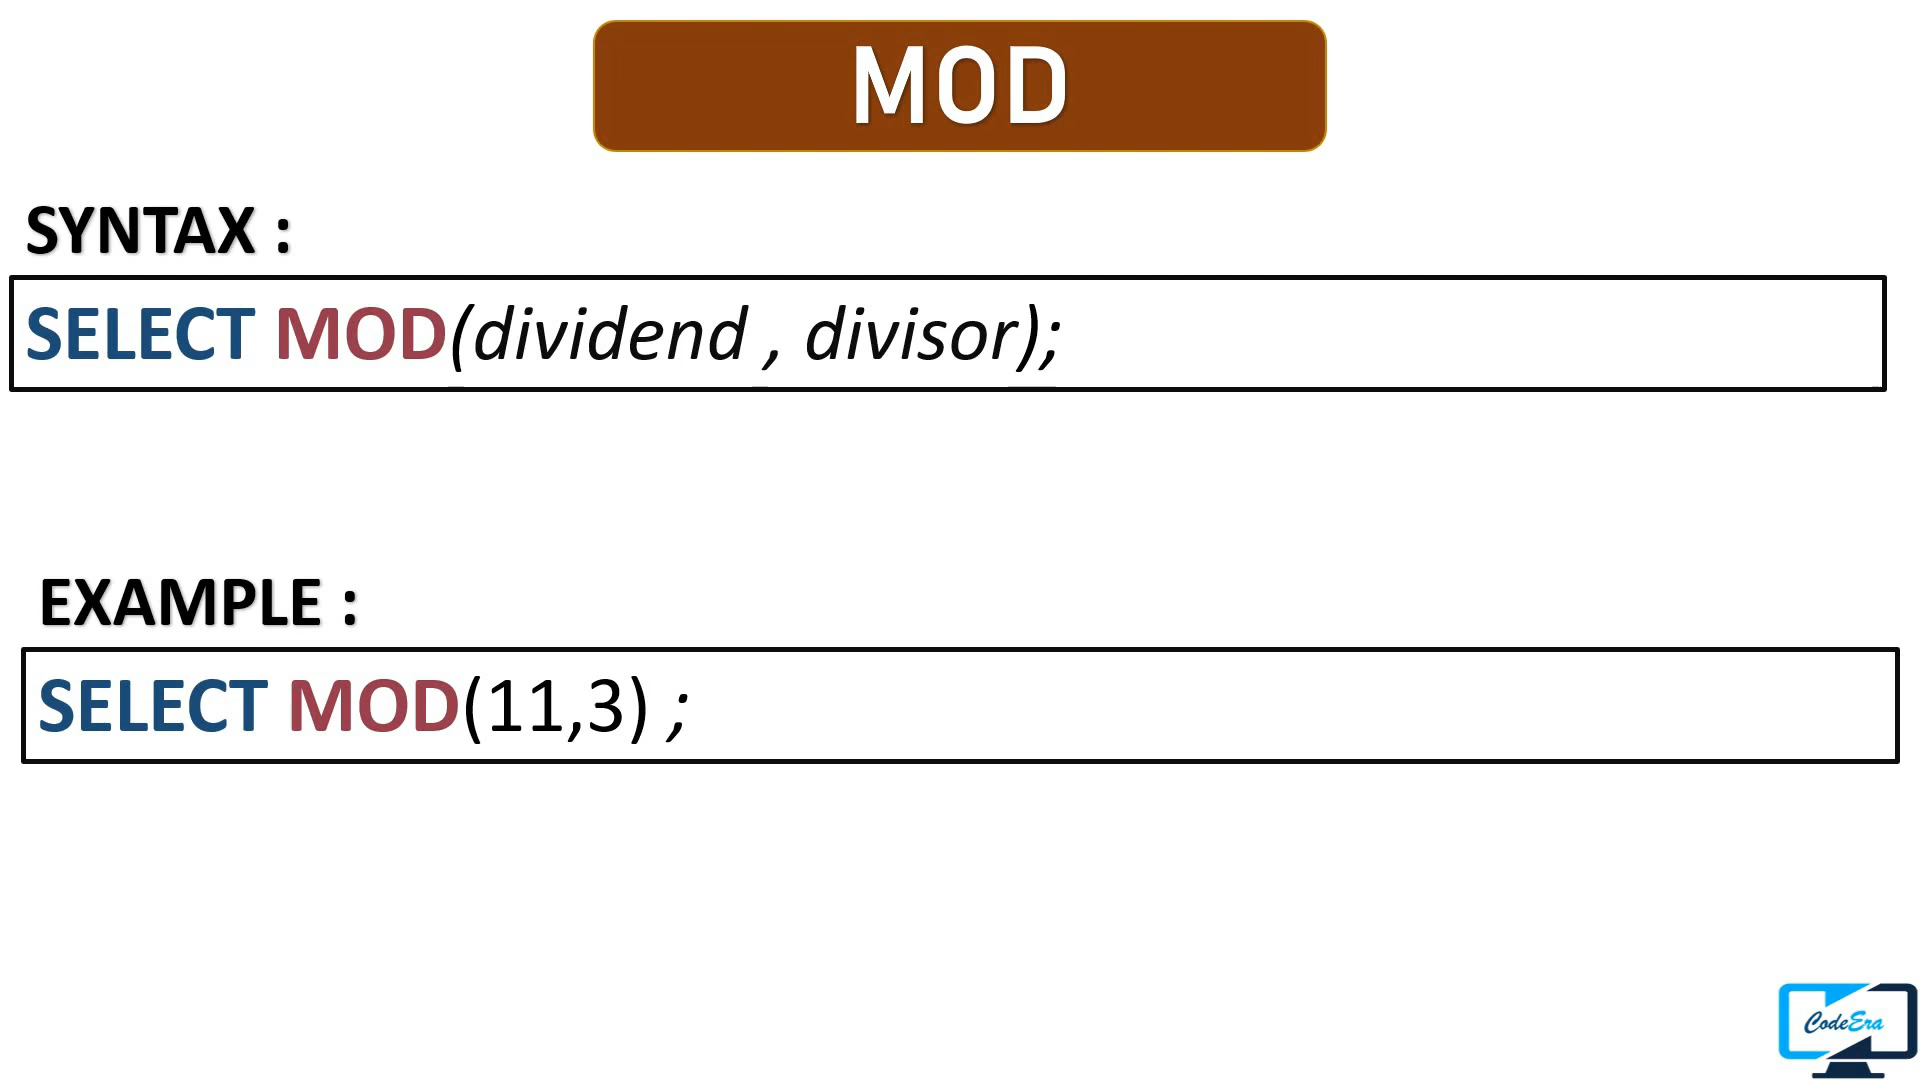 MOD
SYNTAX :
SELECT MOD(dividend , divisor);
EXAMPLE :
SELECT MOD(11,3) ;
CodeEra